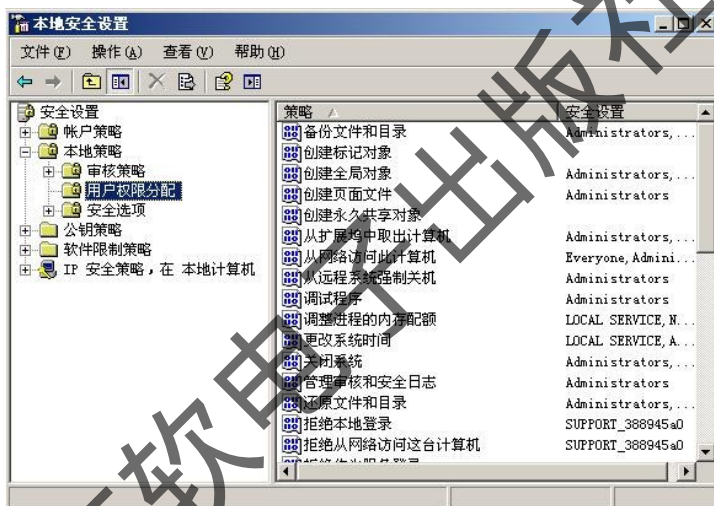 本地安全设置
文件(F) 操作(A) 查看(V) 帮助(H)
安全设置
帐户策略
本地策略
审核策略
用户权限分配
安全选项
公钥策略
软件限制策略
IP 安全策略，在 本地计算机
策略 安全设置
备份文件和目录 Administrators,...
创建标记对象
创建全局对象 Administrators,...
创建页面文件 Administrators
创建永久共享对象
从扩展坞中取出计算机 Administrators,...
从网络访问此计算机 Everyone,Admini...
从远程系统强制关机 Administrators
调试程序 Administrators
调整进程的内存配额 LOCAL SERVICE,N...
更改系统时间 LOCAL SERVICE,A...
关闭系统 Administrators,...
管理审核和安全日志 Administrators
还原文件和目录 Administrators,...
拒绝本地登录 SUPPORT_388945a0
拒绝从网络访问这台计算机 SUPPORT_388945a0
软电子出版社